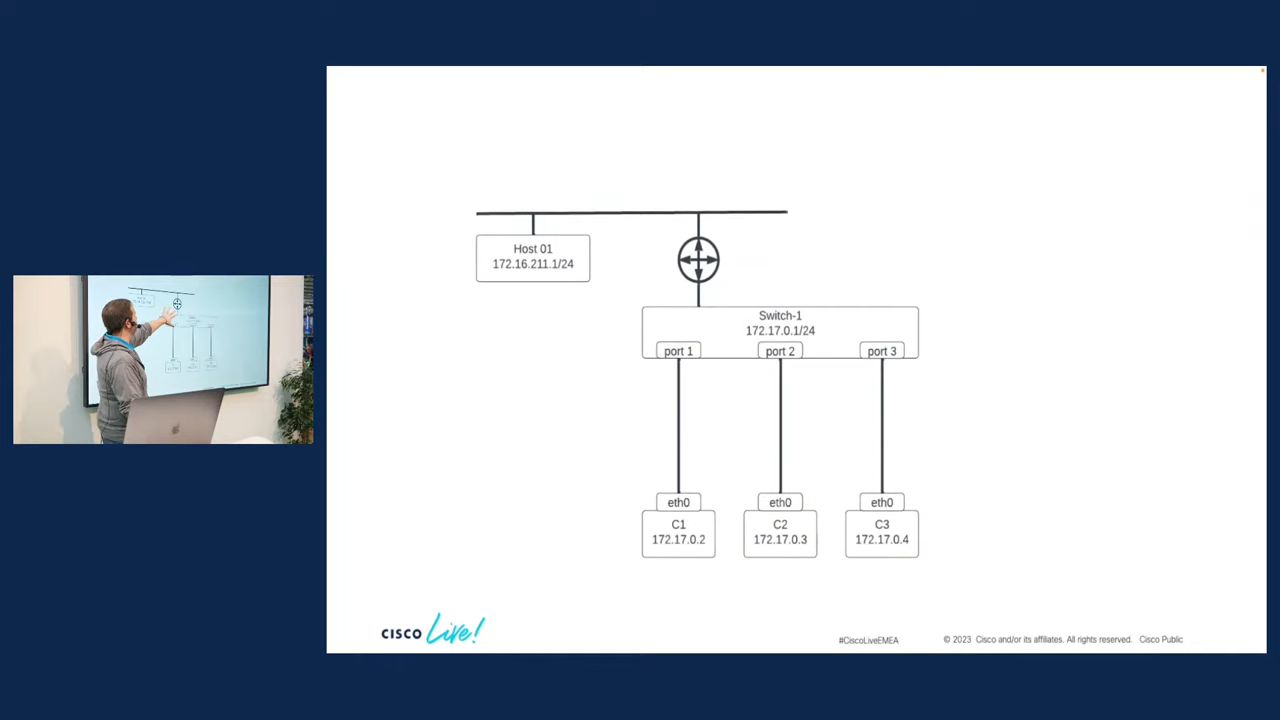 Host 01
172.16.211.1/24
Switch-1
172.17.0.1/24
port 1
port 2
port 3
eth0
eth0
eth0
C1
172.17.0.2
C2
172.17.0.3
C3
172.17.0.4
CISCO Live!
#CiscoLiveEMEA
© 2023 Cisco and/or its affiliates. All rights reserved. Cisco Public